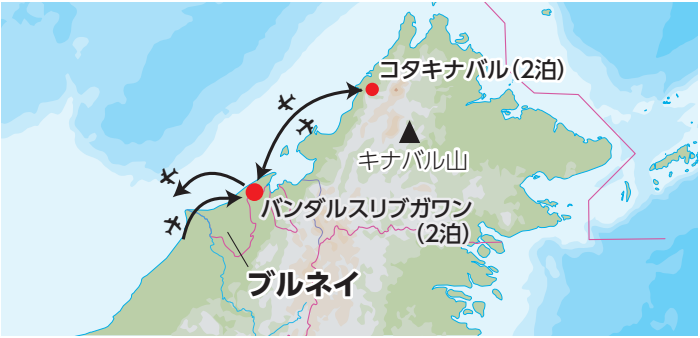 コタキナバル（2泊）
キナバル山
バンダルスリブガワン
（2泊）
ブルネイ